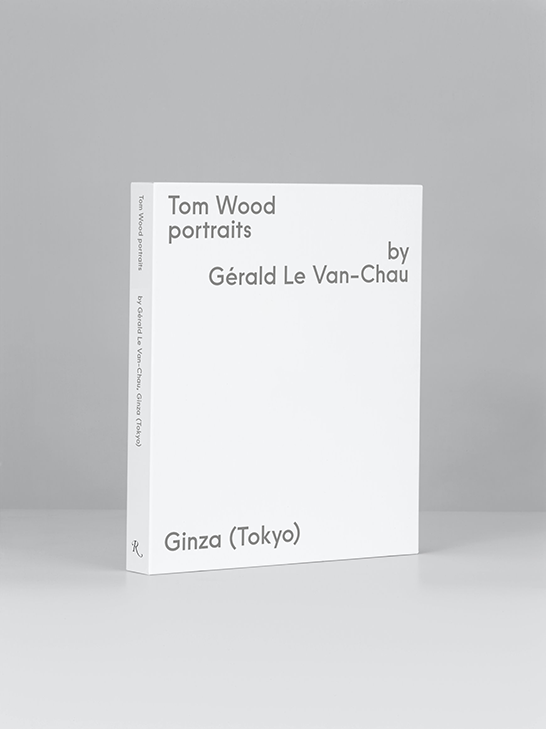 Tom Wood
portraits
by
Gérald Le Van-Chau
Ginza (Tokyo)
Tom Wood portraits by Gérald Le Van-Chau, Ginza (Tokyo)
R